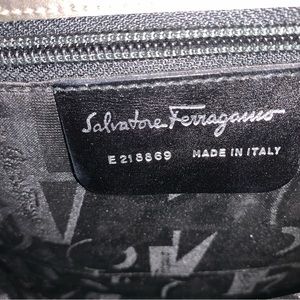 Salvatore Ferragamo
E 218869 MADE IN ITALY